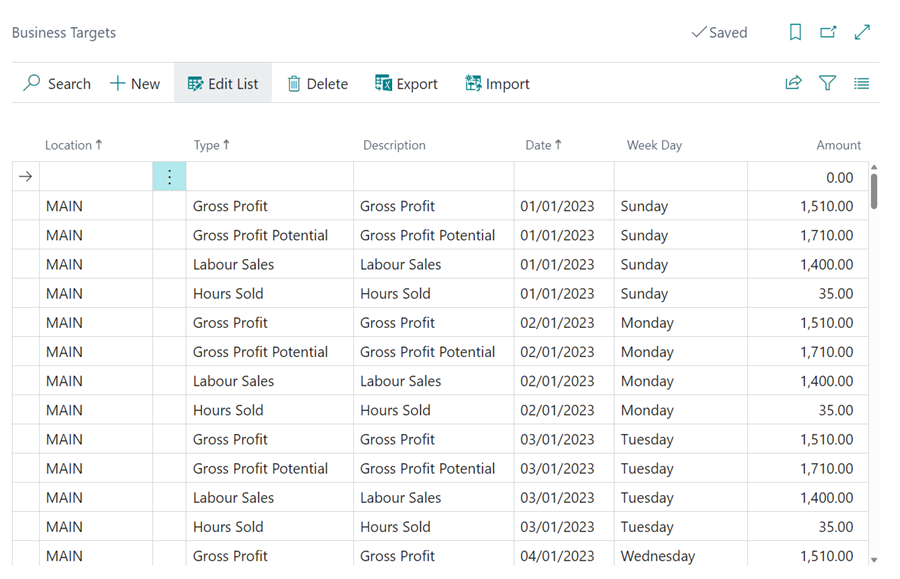 Business Targets Saved
Search New Edit List Delete Export Import
Location Type Description Date Week Day Amount
0.00
MAIN Gross Profit Gross Profit 01/01/2023 Sunday 1,510.00
MAIN Gross Profit Potential Gross Profit Potential 01/01/2023 Sunday 1,710.00
MAIN Labour Sales Labour Sales 01/01/2023 Sunday 1,400.00
MAIN Hours Sold Hours Sold 01/01/2023 Sunday 35.00
MAIN Gross Profit Gross Profit 02/01/2023 Monday 1,510.00
MAIN Gross Profit Potential Gross Profit Potential 02/01/2023 Monday 1,710.00
MAIN Labour Sales Labour Sales 02/01/2023 Monday 1,400.00
MAIN Hours Sold Hours Sold 02/01/2023 Monday 35.00
MAIN Gross Profit Gross Profit 03/01/2023 Tuesday 1,510.00
MAIN Gross Profit Potential Gross Profit Potential 03/01/2023 Tuesday 1,710.00
MAIN Labour Sales Labour Sales 03/01/2023 Tuesday 1,400.00
MAIN Hours Sold Hours Sold 03/01/2023 Tuesday 35.00
MAIN Gross Profit Gross Profit 04/01/2023 Wednesday 1,510.00